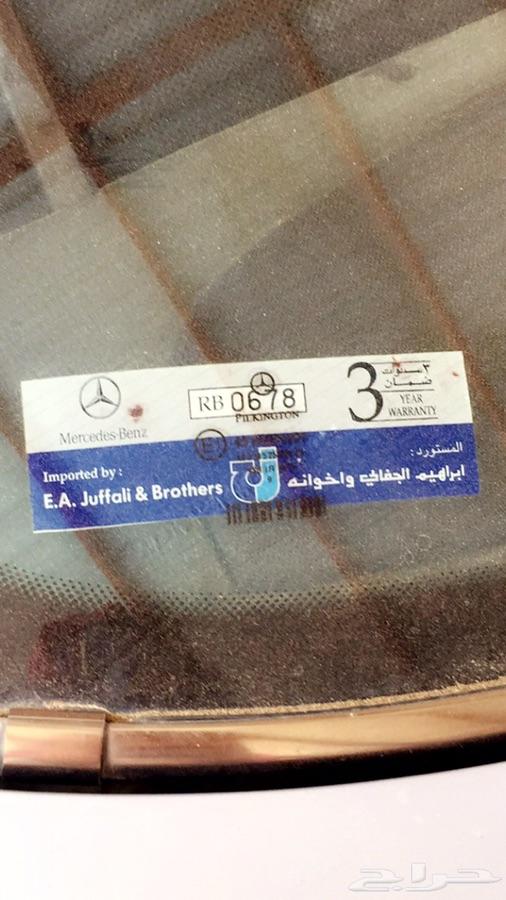 Mercedes-Benz
RB 0678
PILKINGTON
3
٣ سنوات
ضمان
YEAR
WARRANTY
Imported by :
E.A. Juffali & Brothers
المستورد :
ابراهيم الجفالي واخوانه
حراج